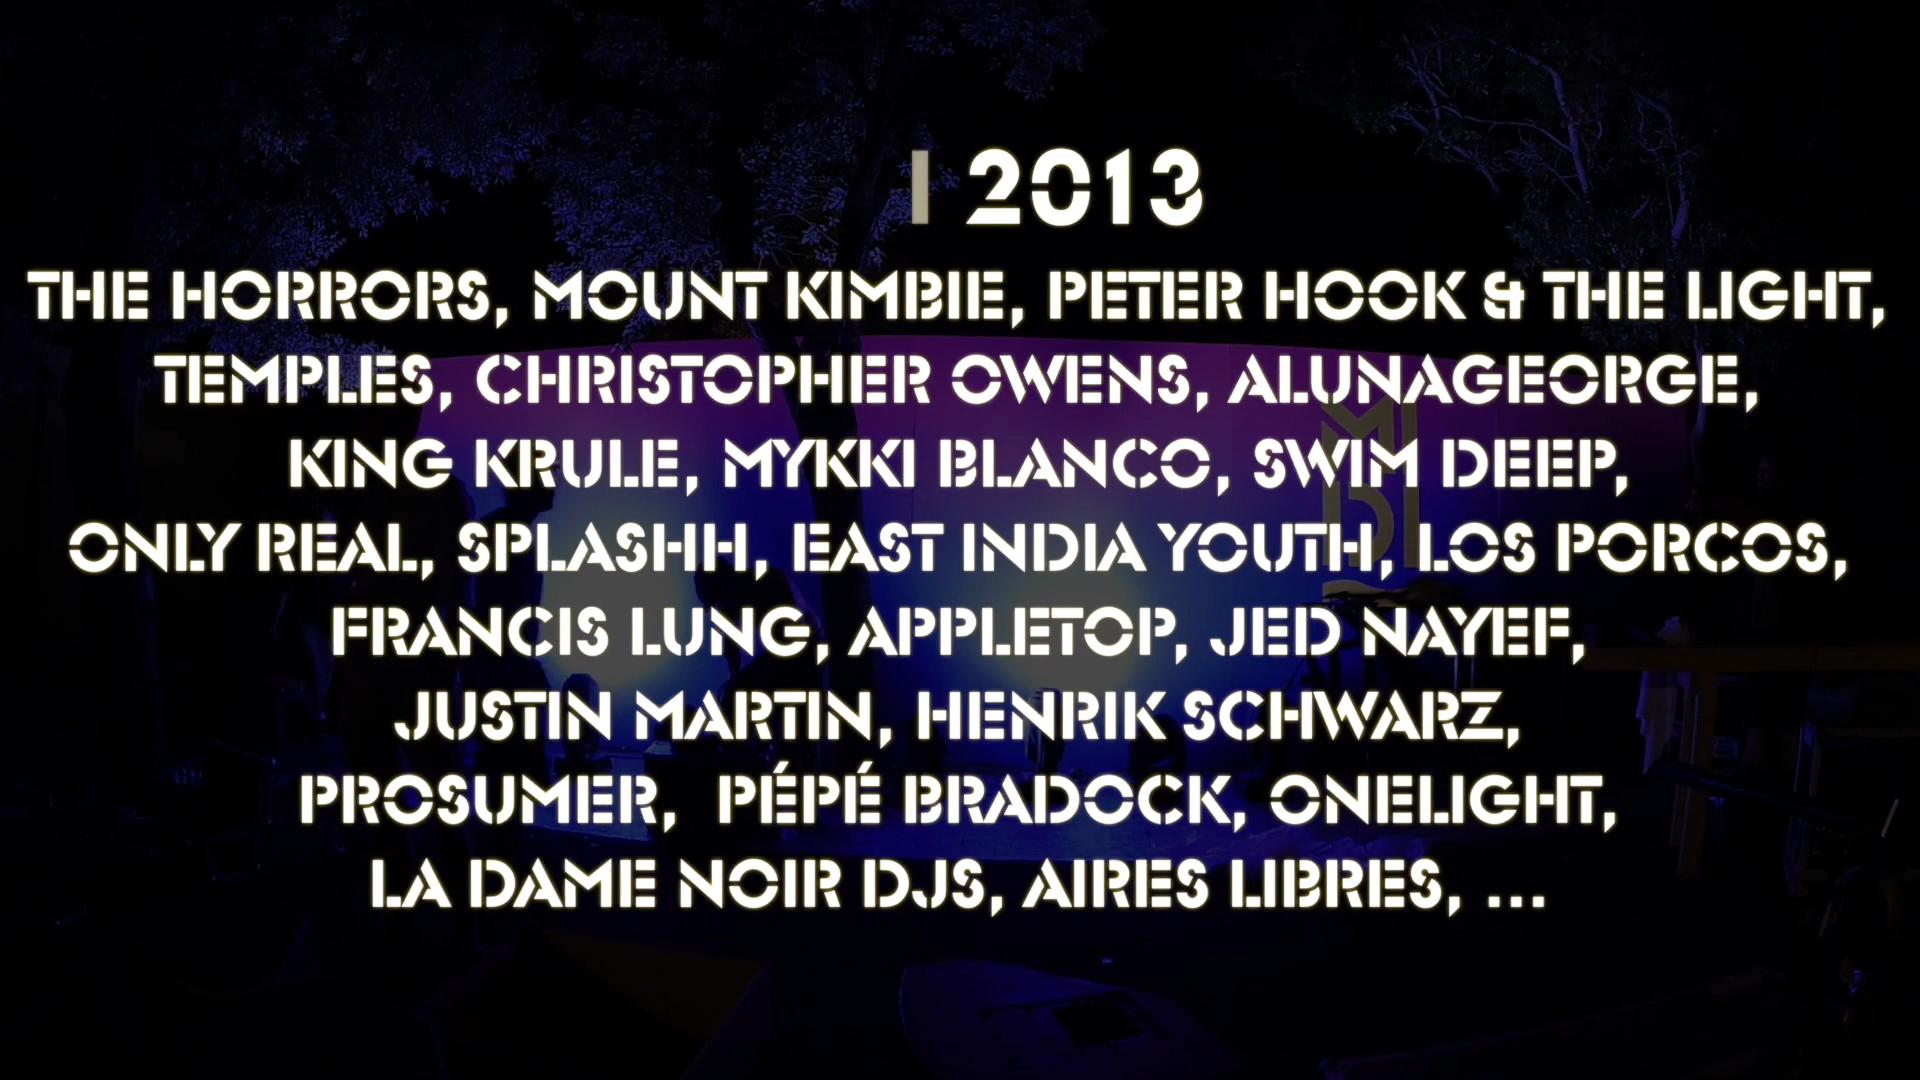 I 2013
THE HORRORS, MOUNT KIMBIE, PETER HOOK & THE LIGHT,
TEMPLES, CHRISTOPHER OWENS, ALUNAGEORGE,
KING KRULE, MYKKI BLANCO, SWIM DEEP,
ONLY REAL, SPLASHH, EAST INDIA YOUTH, LOS PORCOS,
FRANCIS LUNG, APPLETOP, JED NAYEF,
JUSTIN MARTIN, HENRIK SCHWARZ,
PROSUMER, PÉPÉ BRADOCK, ONELIGHT,
LA DAME NOIR DJS, AIRES LIBRES, ...
MI
DI